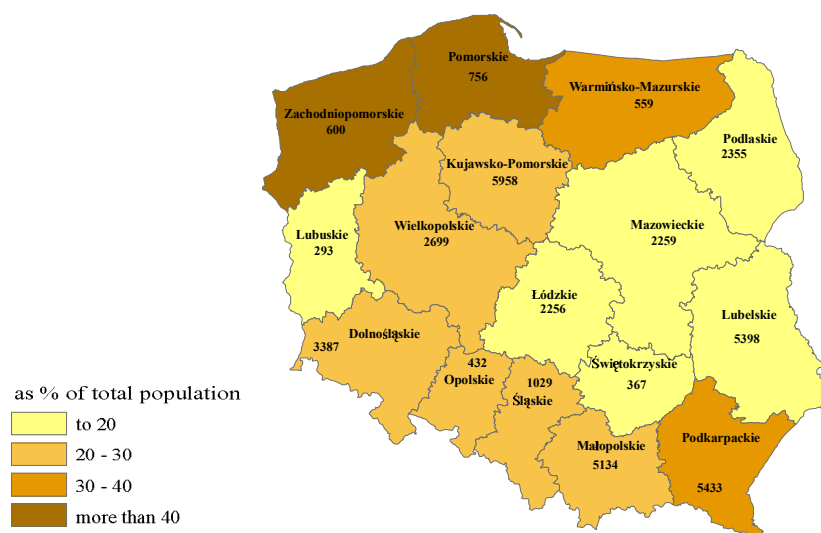 Pomorskie
756
Warmińsko-Mazurskie
559
Zachodniopomorskie
600
Podlaskie
2355
Kujawsko-Pomorskie
5958
Wielkopolskie
2699
Mazowieckie
2259
Lubuskie
293
Łódzkie
2256
Lubelskie
5398
Dolnośląskie
3387
432
Opolskie
1029
Śląskie
Świętokrzyskie
367
Małopolskie
5134
Podkarpackie
5433
as % of total population
to 20
20 - 30
30 - 40
more than 40